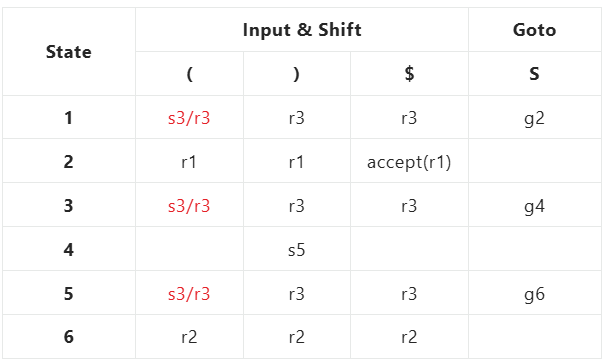 State Input & Shift Goto
( ) $ S
1 s3/r3 r3 r3 g2
2 r1 r1 accept(r1)
3 s3/r3 r3 r3 g4
4 s5
5 s3/r3 r3 r3 g6
6 r2 r2 r2